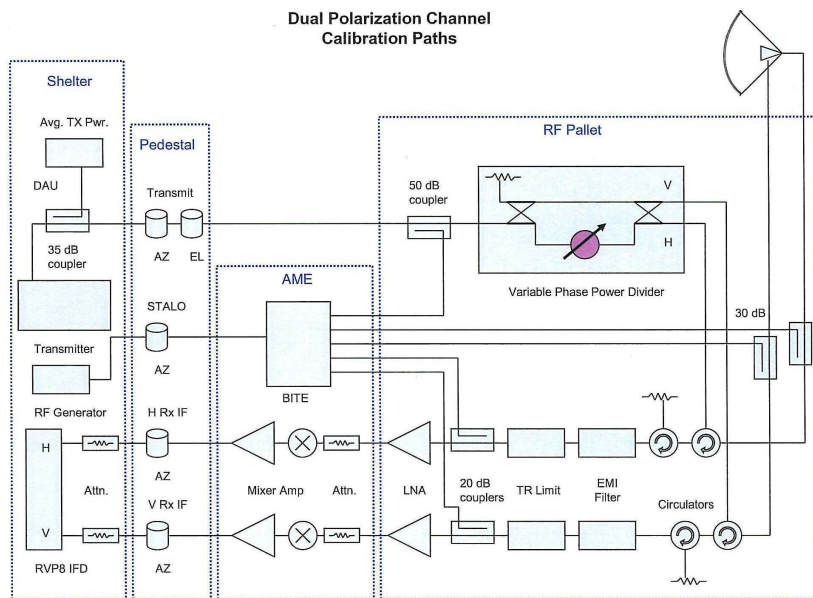 Dual Polarization Channel
Calibration Paths
Shelter
Avg. TX Pwr.
DAU
35 dB
coupler
Transmitter
RF Generator
H
V
RVP8 IFD
Attn.
Pedestal
Transmit
AZ
EL
STALO
AZ
H Rx IF
AZ
V Rx IF
AZ
AME
BITE
Mixer Amp
Attn.
RF Pallet
50 dB
coupler
V
H
Variable Phase Power Divider
30 dB
LNA
20 dB
couplers
TR Limit
EMI
Filter
Circulators